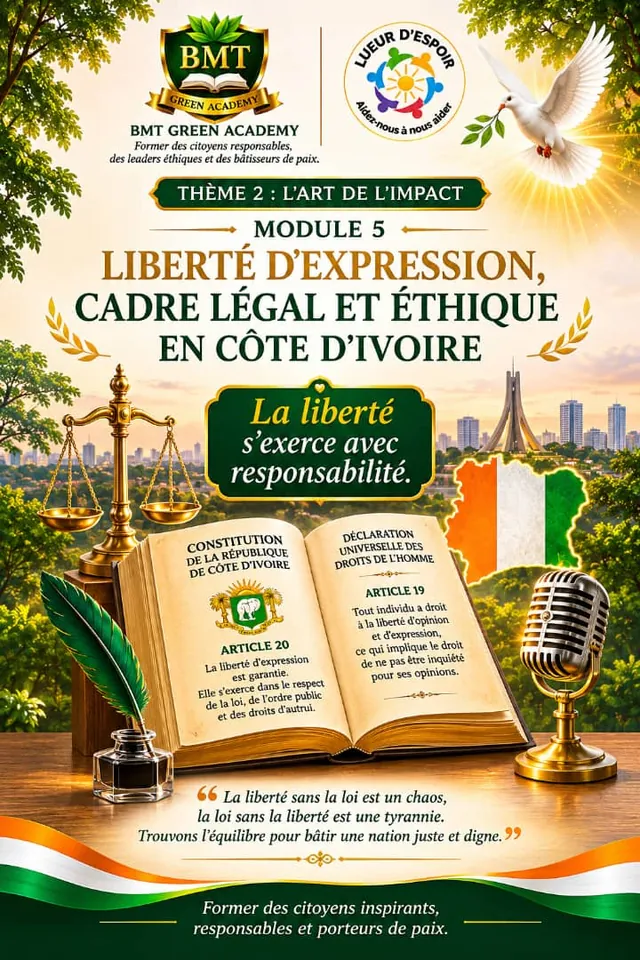 BMT
GREEN ACADEMY
BMT GREEN ACADEMY
Former des citoyens responsables,
des leaders éthiques et des bâtisseurs de paix.
LUEUR D'ESPOIR
Aidez-nous à nous aider
THÈME 2 : L'ART DE L'IMPACT
MODULE 5
LIBERTÉ D'EXPRESSION,
CADRE LÉGAL ET ÉTHIQUE
EN CÔTE D'IVOIRE
La liberté
s'exerce avec
responsabilité.
CONSTITUTION
DE LA RÉPUBLIQUE
DE CÔTE D'IVOIRE
ARTICLE 20
La liberté d'expression
est garantie.
Elle s'exerce dans le respect
de la loi, de l'ordre public
et des droits d'autrui.
DÉCLARATION
UNIVERSELLE DES
DROITS DE L'HOMME
ARTICLE 19
Tout individu a droit
à la liberté d'opinion
et d'expression,
ce qui implique le droit
de ne pas être inquiété
pour ses opinions.
“ La liberté sans la loi est un chaos,
la loi sans la liberté est une tyrannie.
Trouvons l'équilibre pour bâtir une nation juste et digne. ”
Former des citoyens inspirants,
responsables et porteurs de paix.